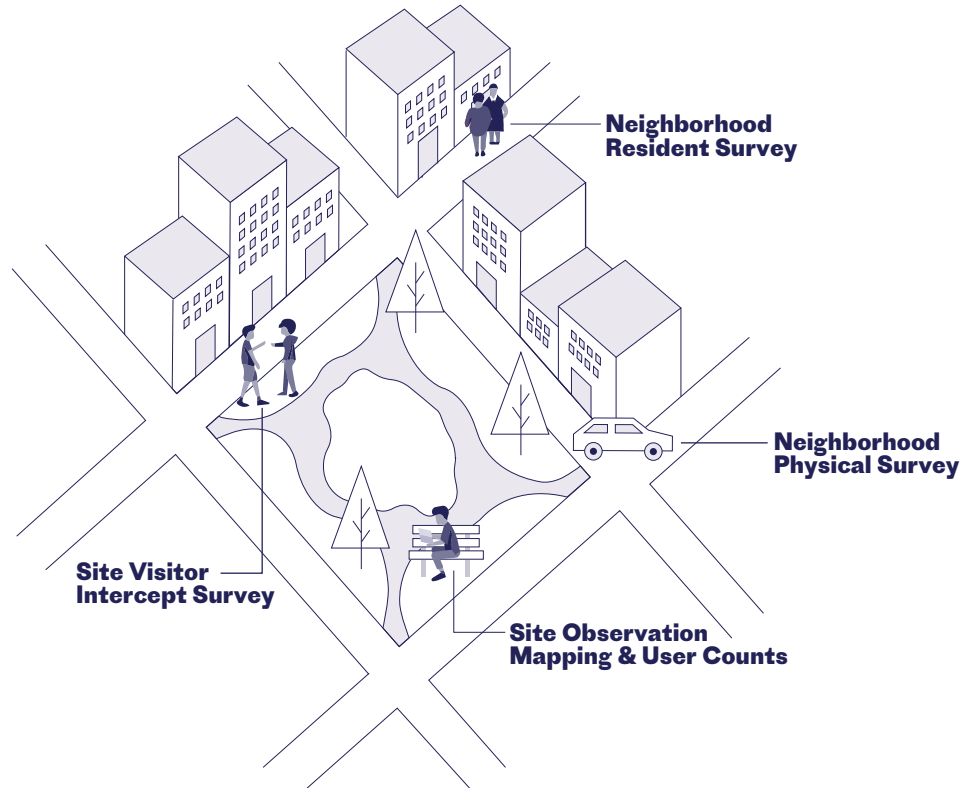 Neighborhood
Resident Survey
Neighborhood
Physical Survey
Site Visitor
Intercept Survey
Site Observation
Mapping & User Counts